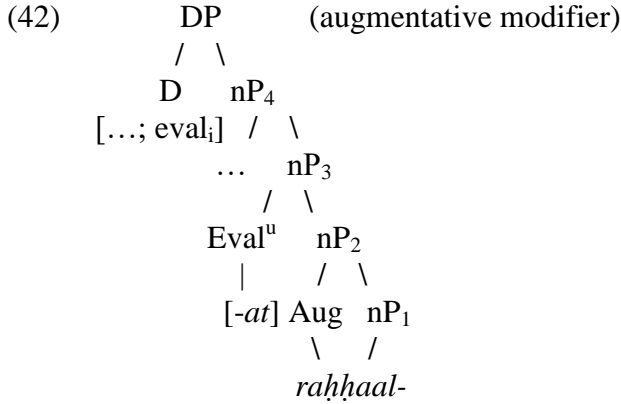 (42) DP (augmentative modifier)
/ \
D nP₄
[…; evalᵢ] / \
… nP₃
/ \
Evalᵘ nP₂
| / \
[-at] Aug nP₁
\ /
raḥḥaal-